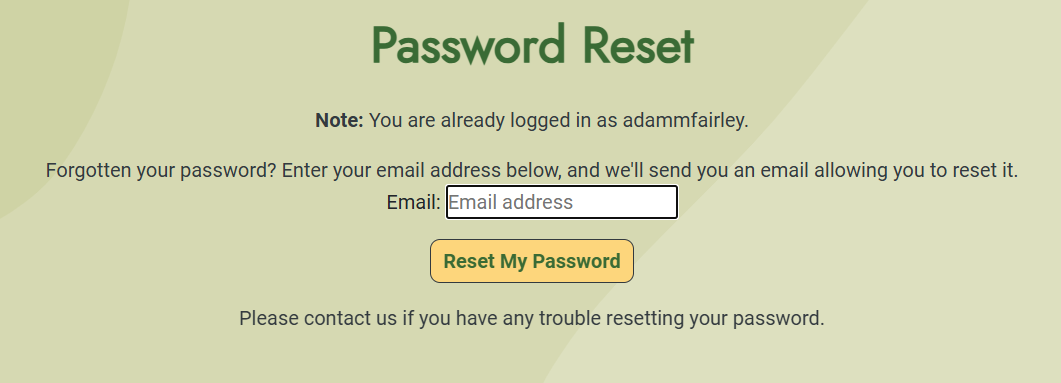 Password Reset
Note: You are already logged in as adammfairley.
Forgotten your password? Enter your email address below, and we'll send you an email allowing you to reset it.
Email: Email address
Reset My Password
Please contact us if you have any trouble resetting your password.